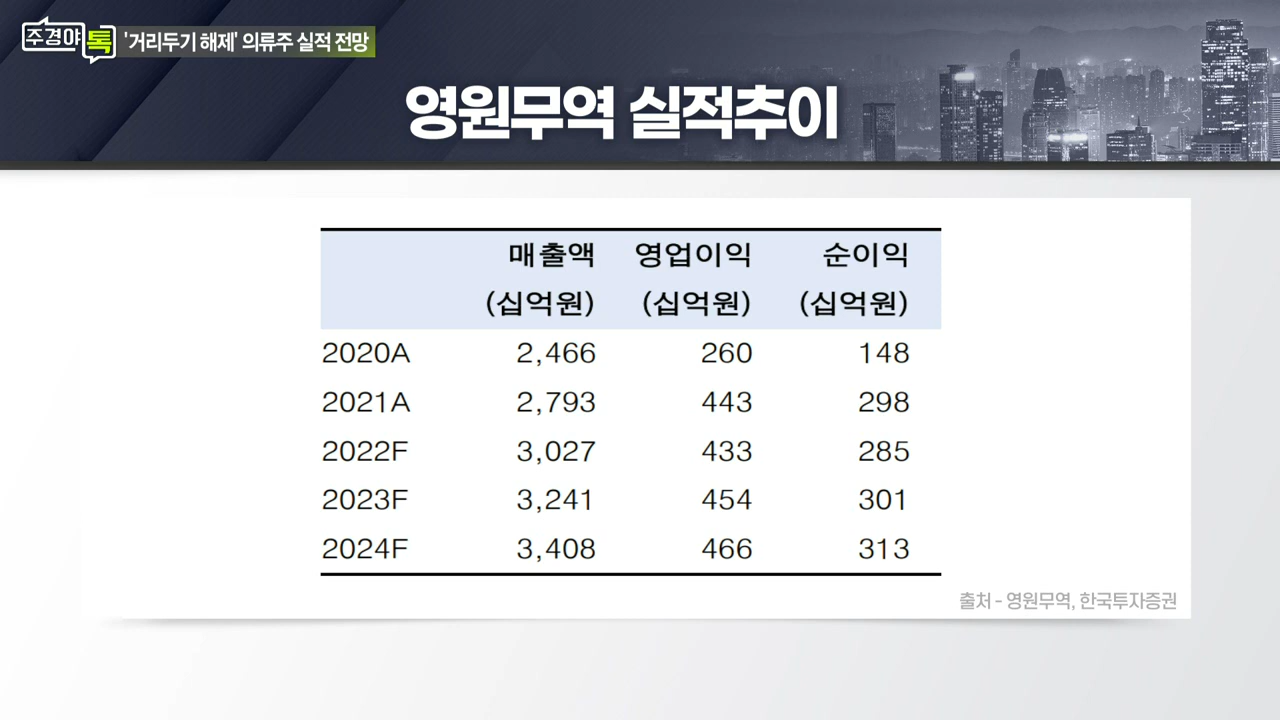 주경야톡 '거리두기 해제' 의류주 실적 전망
영원무역 실적추이
매출액 영업이익 순이익
(십억원) (십억원) (십억원)
2020A 2,466 260 148
2021A 2,793 443 298
2022F 3,027 433 285
2023F 3,241 454 301
2024F 3,408 466 313
출처 - 영원무역, 한국투자증권